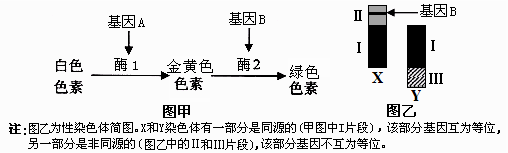 基因A
基因B
白色
色素
酶1
金黄色
色素
酶2
绿色
色素
图甲
II
基因B
I
X
I
III
Y
图乙
注:图乙为性染色体简图。X和Y染色体有一部分是同源的(甲图中I片段),该部分基因互为等位,
另一部分是非同源的(图乙中的II和III片段),该部分基因不互为等位。